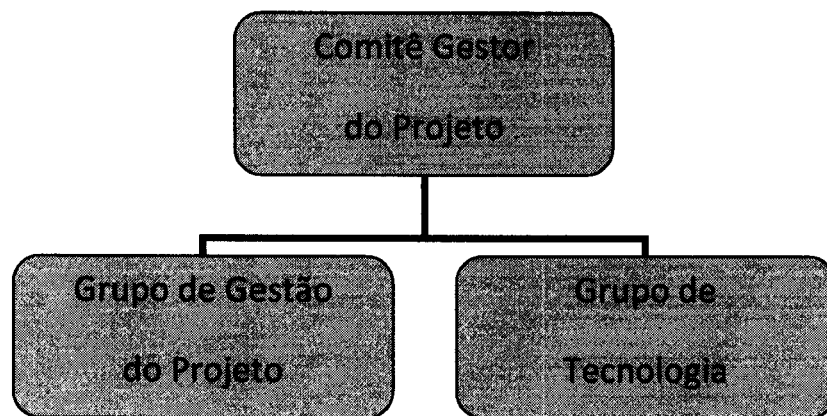 Comitê Gestor
do Projeto
Grupo de Gestão
do Projeto
Grupo de
Tecnologia